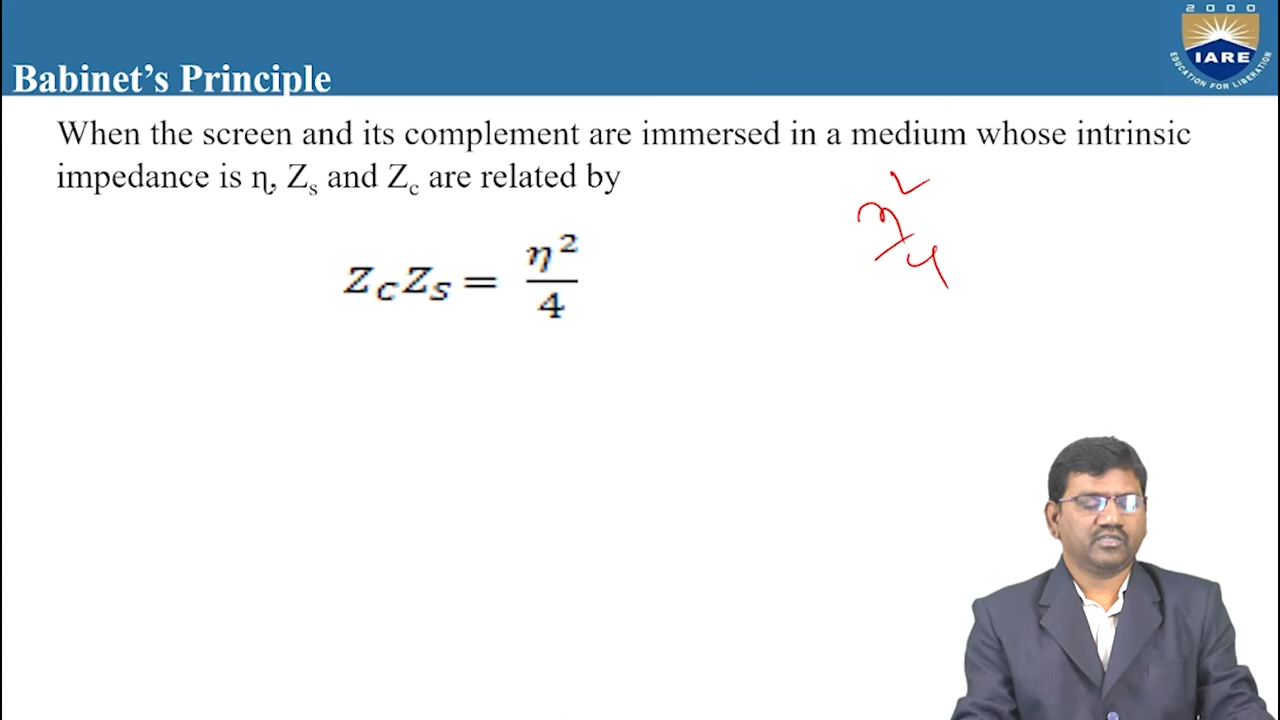 2000
IARE
EDUCATION FOR LIBERATION
Babinet's Principle
When the screen and its complement are immersed in a medium whose intrinsic
impedance is η, Zs and Zc are related by
ZCZS = η²/4
η²/4